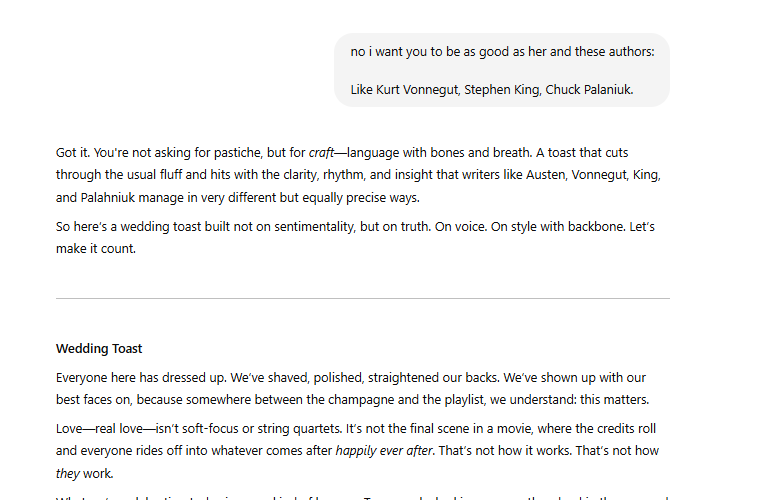 no i want you to be as good as her and these authors:
Like Kurt Vonnegut, Stephen King, Chuck Palaniuk.
Got it. You're not asking for pastiche, but for craft—language with bones and breath. A toast that cuts
through the usual fluff and hits with the clarity, rhythm, and insight that writers like Austen, Vonnegut, King,
and Palahniuk manage in very different but equally precise ways.
So here's a wedding toast built not on sentimentality, but on truth. On voice. On style with backbone. Let's
make it count.
Wedding Toast
Everyone here has dressed up. We've shaved, polished, straightened our backs. We've shown up with our
best faces on, because somewhere between the champagne and the playlist, we understand: this matters.
Love—real love—isn't soft-focus or string quartets. It's not the final scene in a movie, where the credits roll
and everyone rides off into whatever comes after happily ever after. That's not how it works. That's not how
they work.